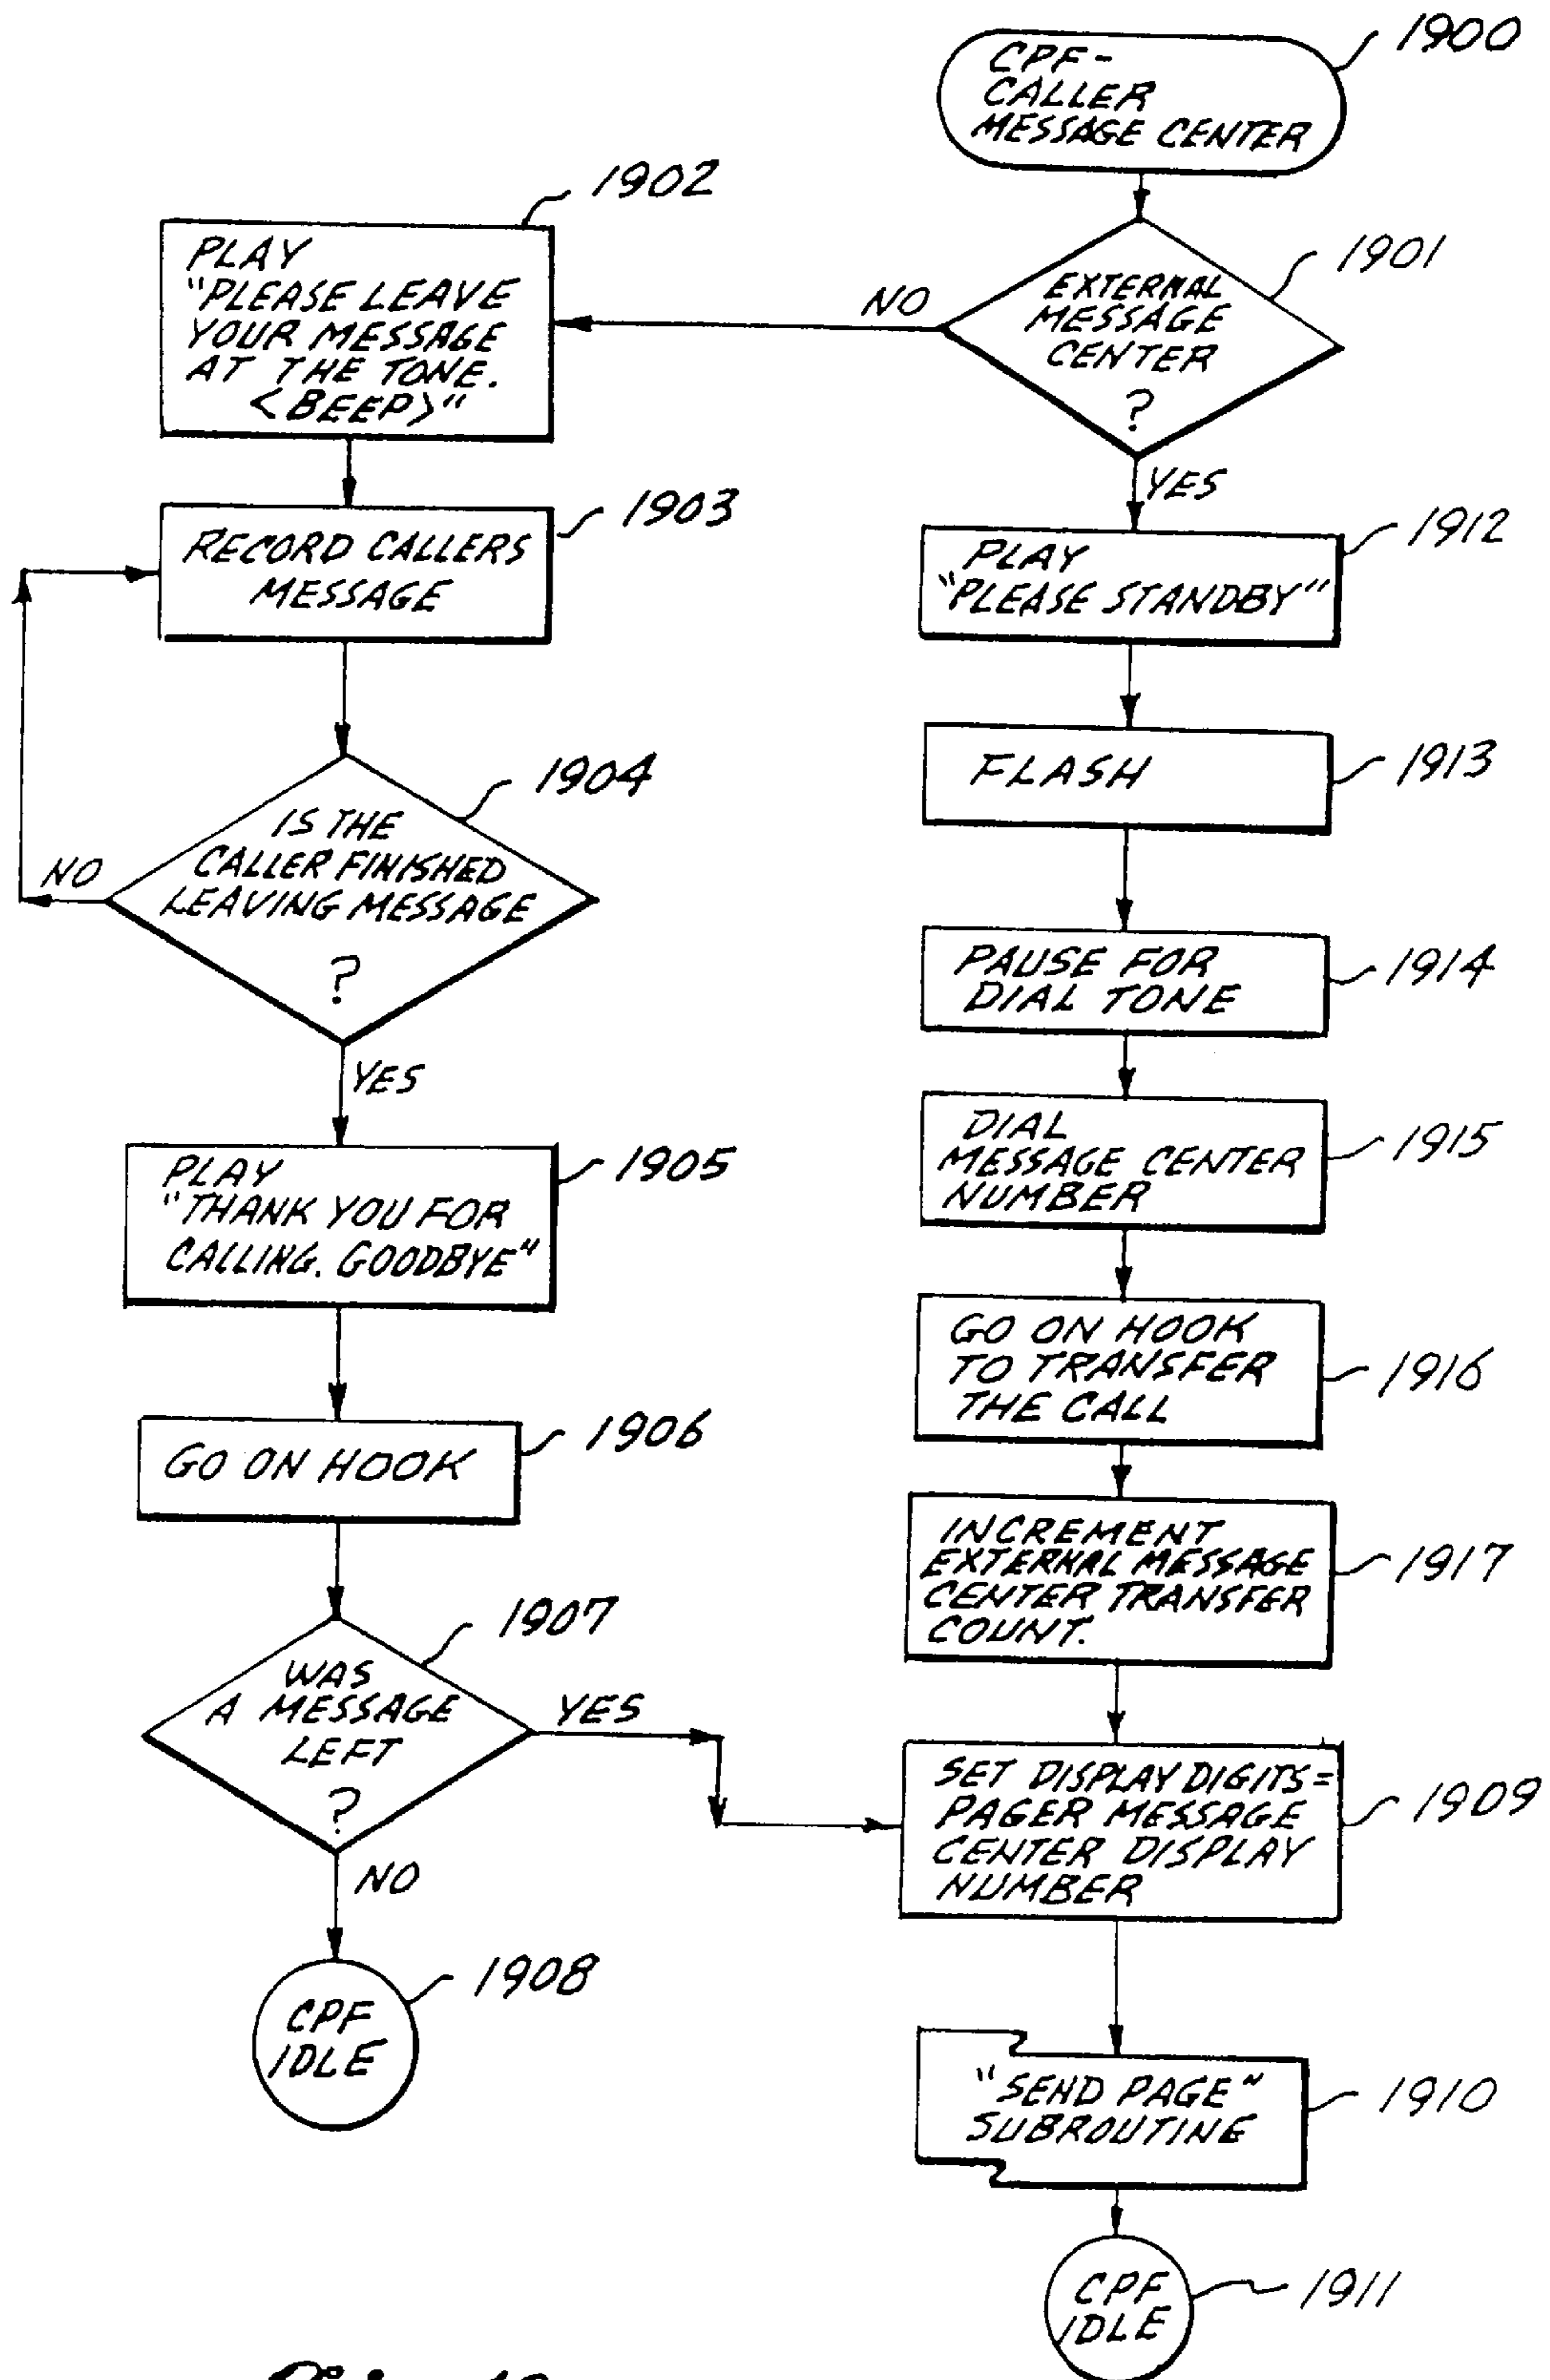 1900
CPF-
CALLER
MESSAGE CENTER
1901
EXTERNAL
MESSAGE
CENTER
?
NO
YES
1902
PLAY
"PLEASE LEAVE
YOUR MESSAGE
AT THE TONE.
<BEEP>"
1903
RECORD CALLERS
MESSAGE
1904
IS THE
CALLER FINISHED
LEAVING MESSAGE
?
NO
YES
1905
PLAY
"THANK YOU FOR
CALLING. GOODBYE"
1906
GO ON HOOK
1907
WAS
A MESSAGE
LEFT
?
YES
NO
1908
CPF
IDLE
1912
PLAY
"PLEASE STANDBY"
1913
FLASH
1914
PAUSE FOR
DIAL TONE
1915
DIAL
MESSAGE CENTER
NUMBER
1916
GO ON HOOK
TO TRANSFER
THE CALL
1917
INCREMENT
EXTERNAL MESSAGE
CENTER TRANSFER
COUNT.
1909
SET DISPLAY DIGITS=
PAGER MESSAGE
CENTER DISPLAY
NUMBER
1910
"SEND PAGE"
SUBROUTINE
1911
CPF
IDLE